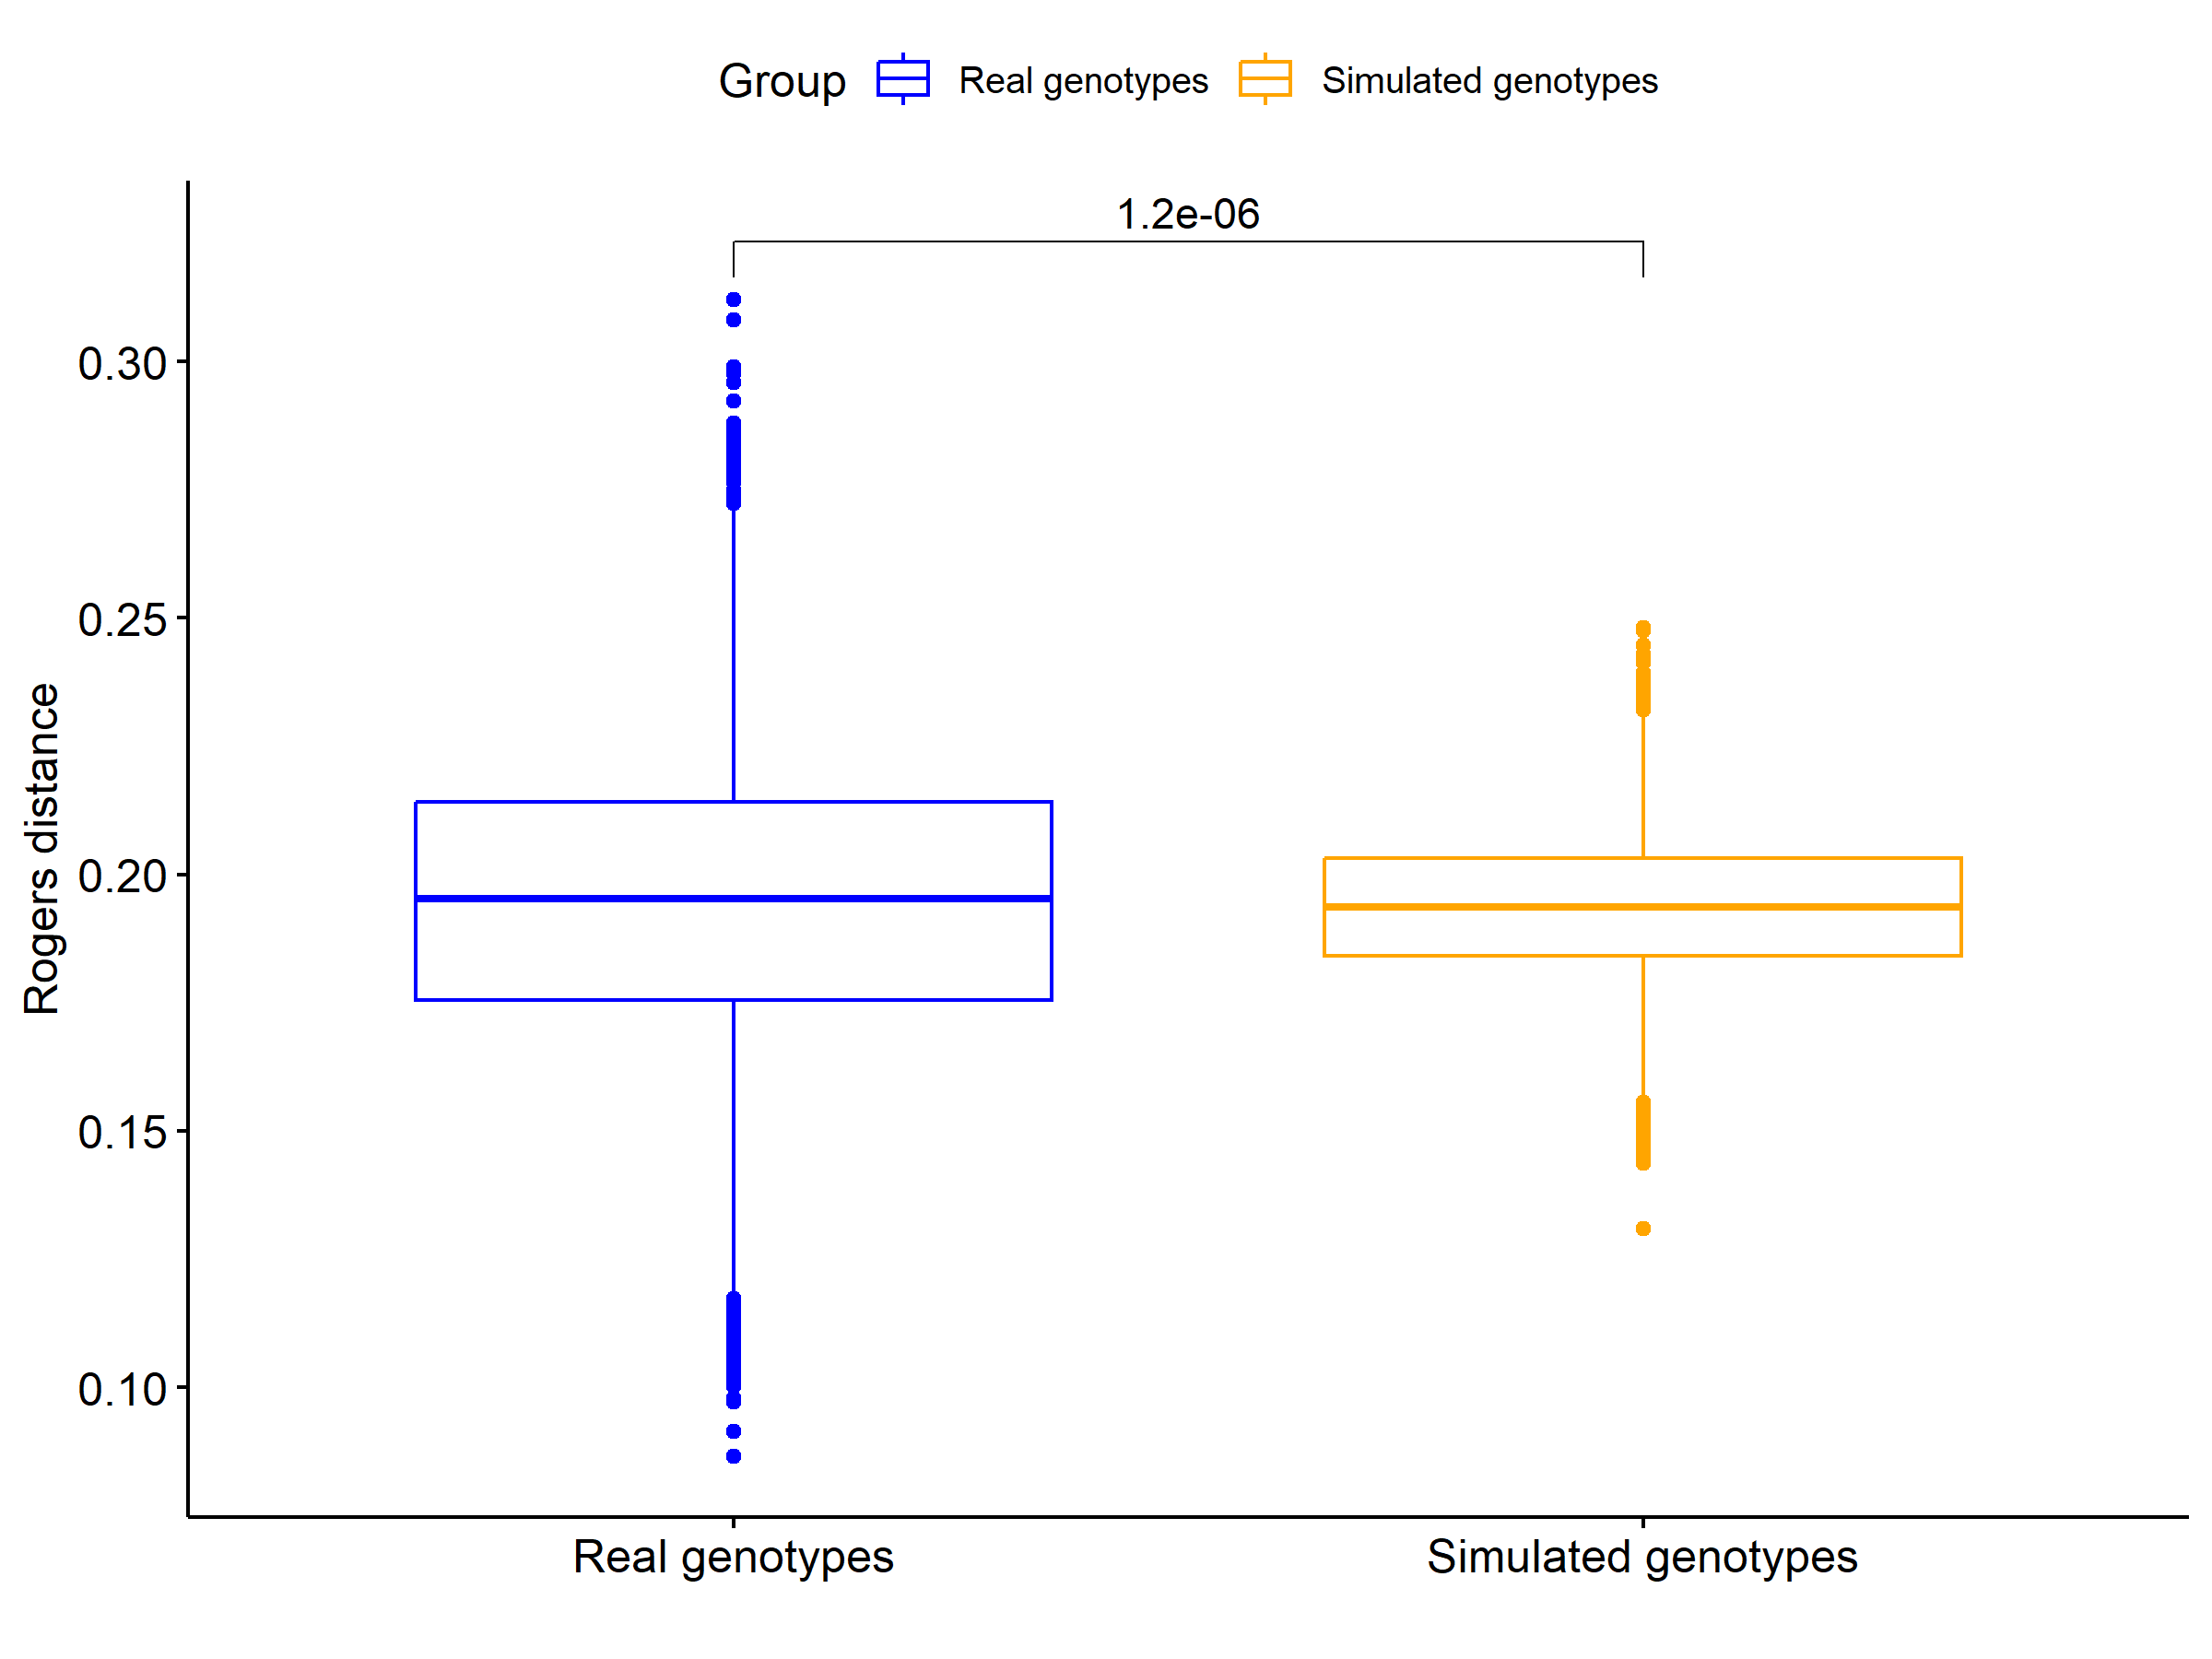 Group Real genotypes Simulated genotypes
1.2e-06
0.30
0.25
0.20
0.15
0.10
Rogers distance
Real genotypes Simulated genotypes